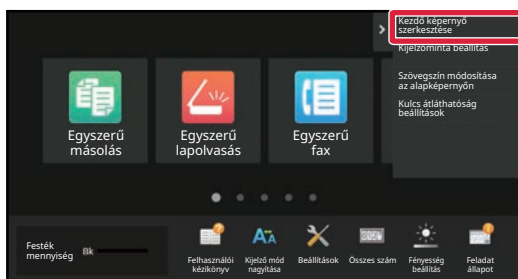 Kezdő képernyő
szerkesztése
Kijelzőminta beállítás
Szövegszín módosítása
az alapképernyőn
Kulcs átláthatóság
beállítások
Egyszerű
másolás
Egyszerű
lapolvasás
Egyszerű
fax
Festék
mennyiség
Bk
Felhasználói
kézikönyv
Kijelző mód
nagyítása
Beállítások
Összes szám
Fényesség
beállítás
Feladat
állapot